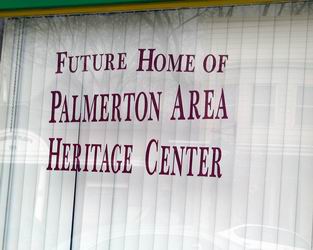 Future Home of
Palmerton Area
Heritage Center